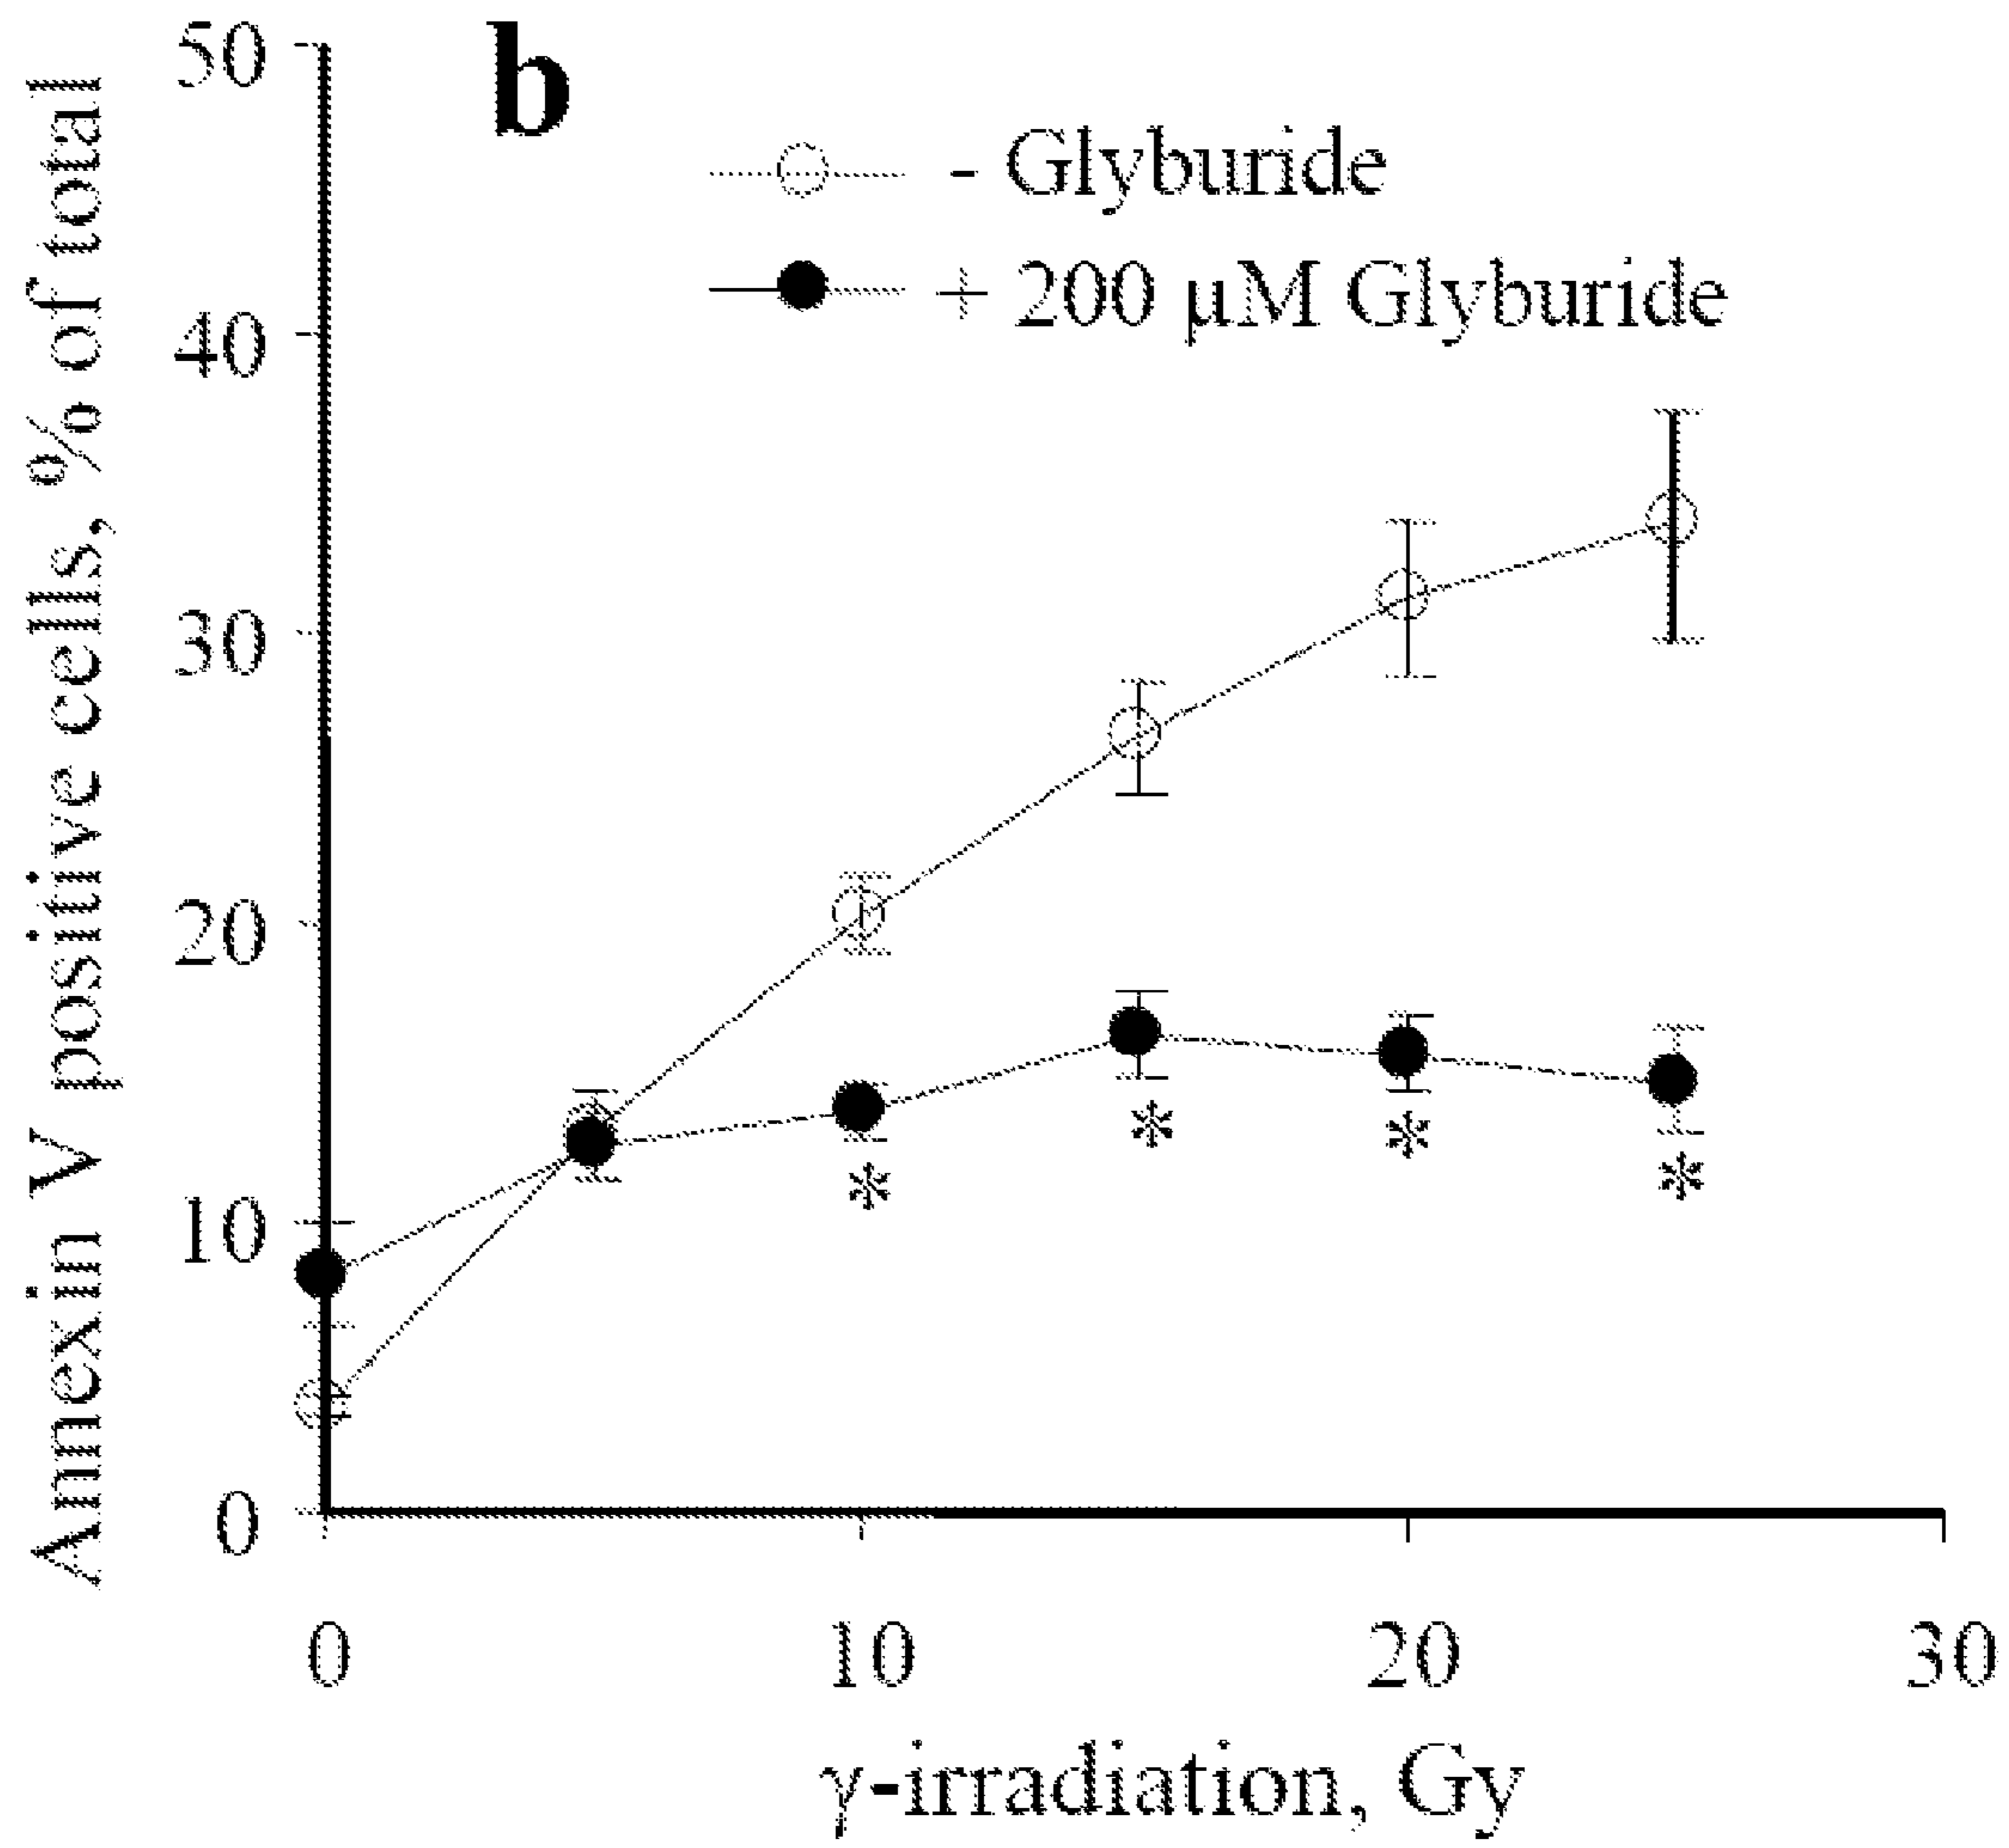 b
- Glyburide
+ 200 μM Glyburide
Annexin V positive cells, % of total
50
40
30
20
10
0
*
*
*
*
0
10
20
30
γ-irradiation, Gy